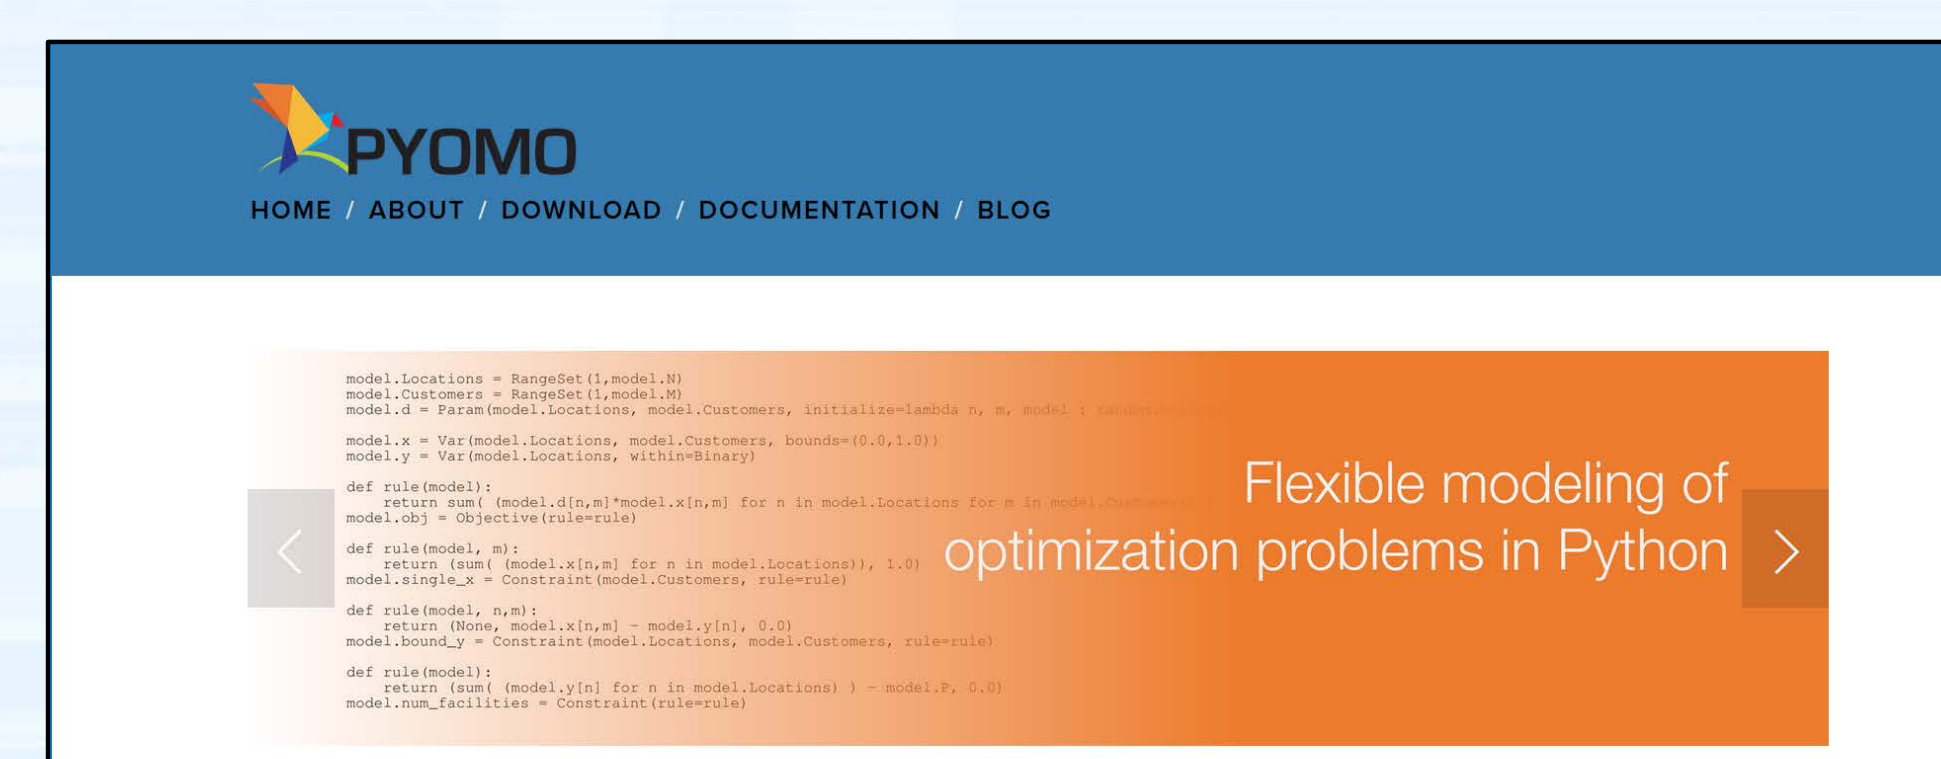 PYOMO
HOME / ABOUT / DOWNLOAD / DOCUMENTATION / BLOG
model.Locations = RangeSet(1,model.N)
model.Customers = RangeSet(1,model.M)
model.d = Param(model.Locations, model.Customers, initialize=lambda n, m, model :
model.x = Var(model.Locations, model.Customers, bounds=(0.0,1.0))
model.y = Var(model.Locations, within=Binary)
def rule(model):
    return sum( (model.d[n,m]*model.x[n,m] for n in model.Locations for m in
model.obj = Objective(rule=rule)
def rule(model, m):
    return (sum( (model.x[n,m] for n in model.Locations)), 1.0)
model.single_x = Constraint(model.Customers, rule=rule)
def rule(model, n,m):
    return (None, model.x[n,m] - model.y[n], 0.0)
model.bound_y = Constraint(model.Locations, model.Customers, rule=rule)
def rule(model):
    return (sum( (model.y[n] for n in model.Locations) ) - model.P, 0.0)
model.num_facilities = Constraint(rule=rule)
Flexible modeling of
optimization problems in Python